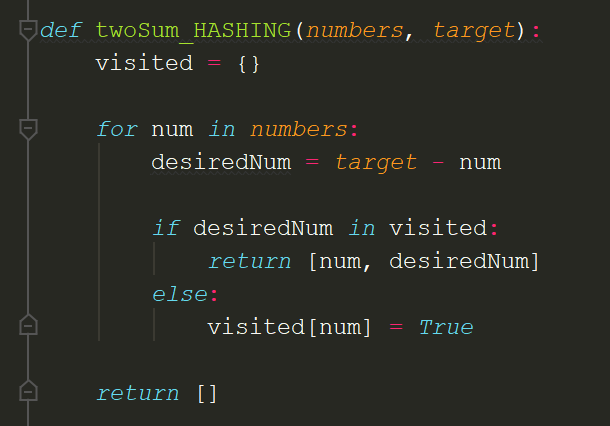 def twoSum_HASHING(numbers, target):
    visited = {}

    for num in numbers:
        desiredNum = target - num

        if desiredNum in visited:
            return [num, desiredNum]
        else:
            visited[num] = True

    return []